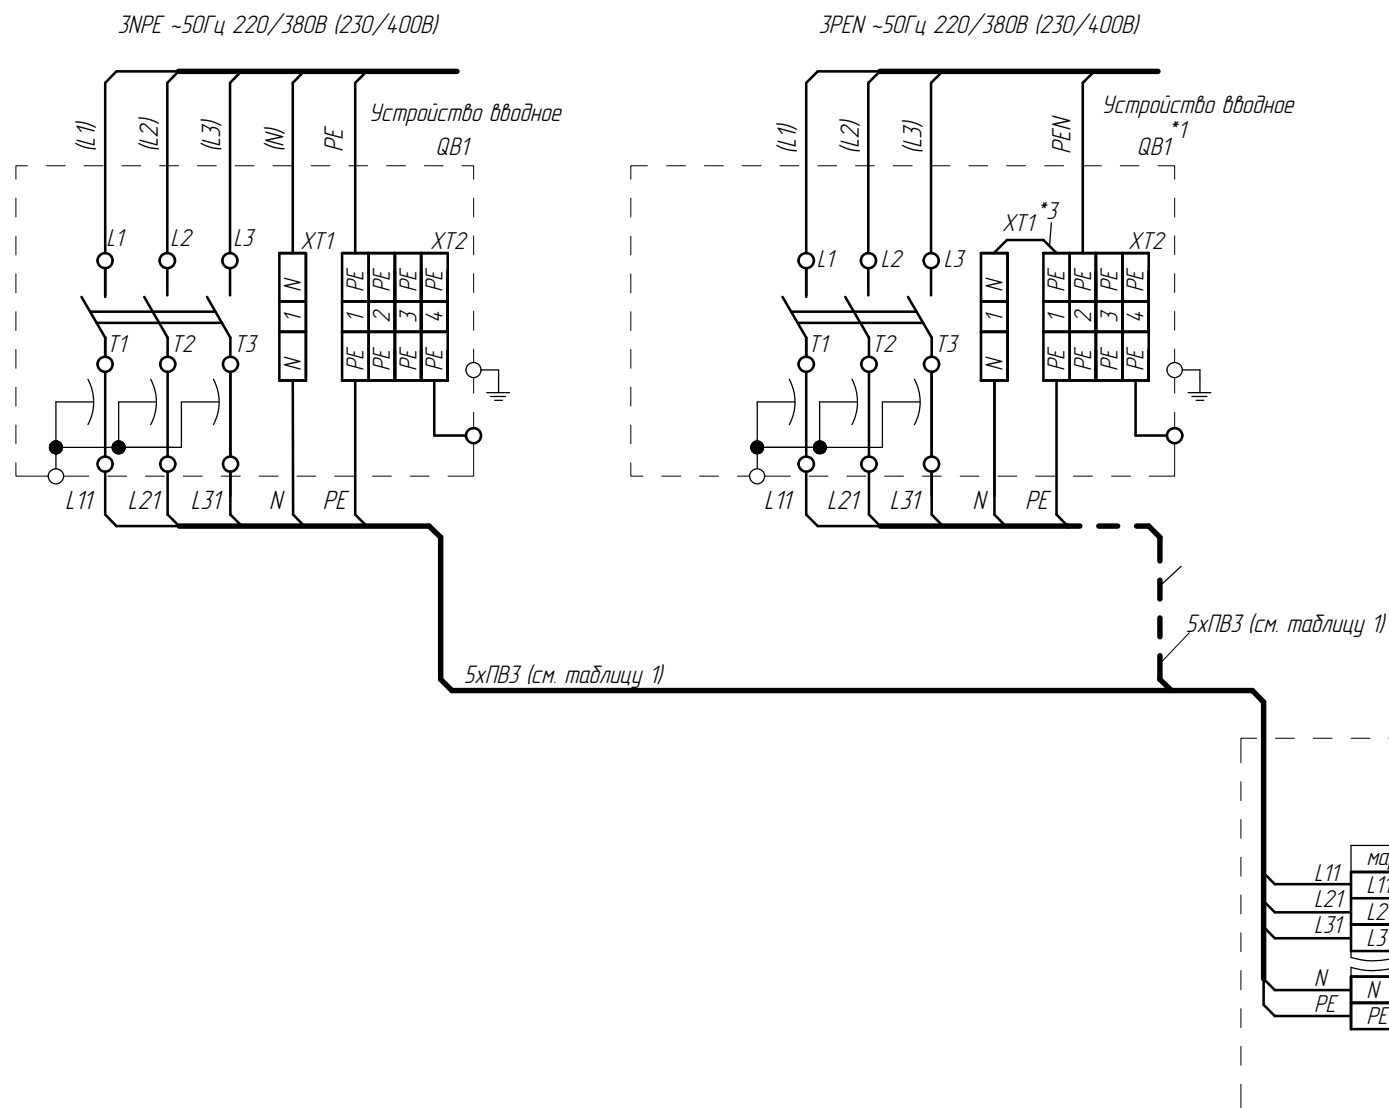 3NPE ~50Гц 220/380В (230/400В)
(L1)
(L2)
(L3)
(N)
PE
Устройство вводное
QB1
L1
L2
L3
XT1
XT2
N
1
N
PE
PE
PE
PE
1
2
3
4
PE
PE
PE
PE
T1
T2
T3
L11
L21
L31
N
PE
3PEN ~50Гц 220/380В (230/400В)
(L1)
(L2)
(L3)
PEN
Устройство вводное
QB1 *1
XT1 *3
XT2
L1
L2
L3
N
1
N
PE
PE
PE
PE
1
2
3
4
PE
PE
PE
PE
T1
T2
T3
L11
L21
L31
N
PE
5хПВ3 (см. таблицу 1)
5хПВ3 (см. таблицу 1)
L11
L21
L31
N N
PE PE